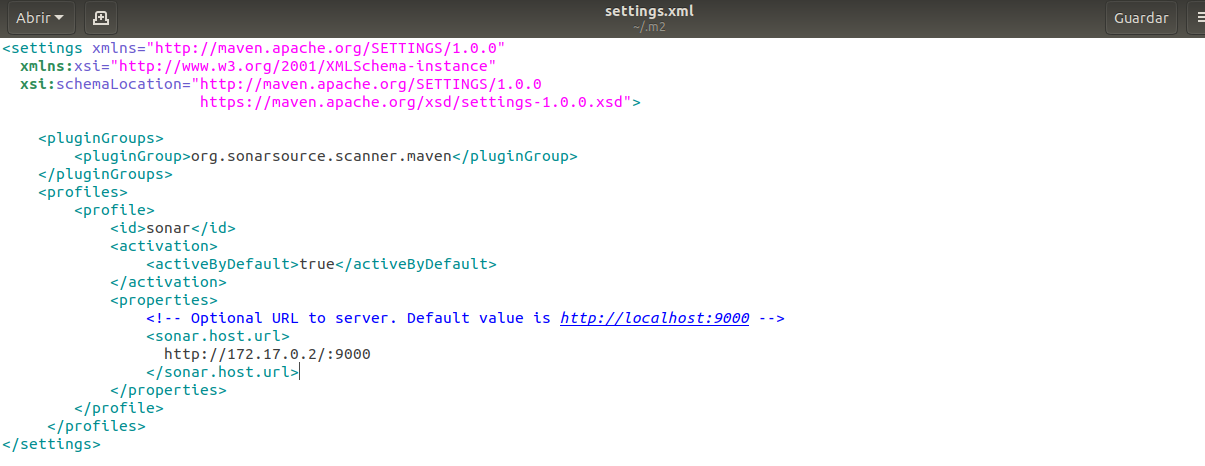 Abrir
settings.xml
~/.m2
Guardar
<settings xmlns="http://maven.apache.org/SETTINGS/1.0.0"
  xmlns:xsi="http://www.w3.org/2001/XMLSchema-instance"
  xsi:schemaLocation="http://maven.apache.org/SETTINGS/1.0.0
                      https://maven.apache.org/xsd/settings-1.0.0.xsd">
    <pluginGroups>
        <pluginGroup>org.sonarsource.scanner.maven</pluginGroup>
    </pluginGroups>
    <profiles>
        <profile>
            <id>sonar</id>
            <activation>
                <activeByDefault>true</activeByDefault>
            </activation>
            <properties>
                <!-- Optional URL to server. Default value is http://localhost:9000 -->
                <sonar.host.url>
                  http://172.17.0.2/:9000
                </sonar.host.url>
            </properties>
        </profile>
     </profiles>
</settings>